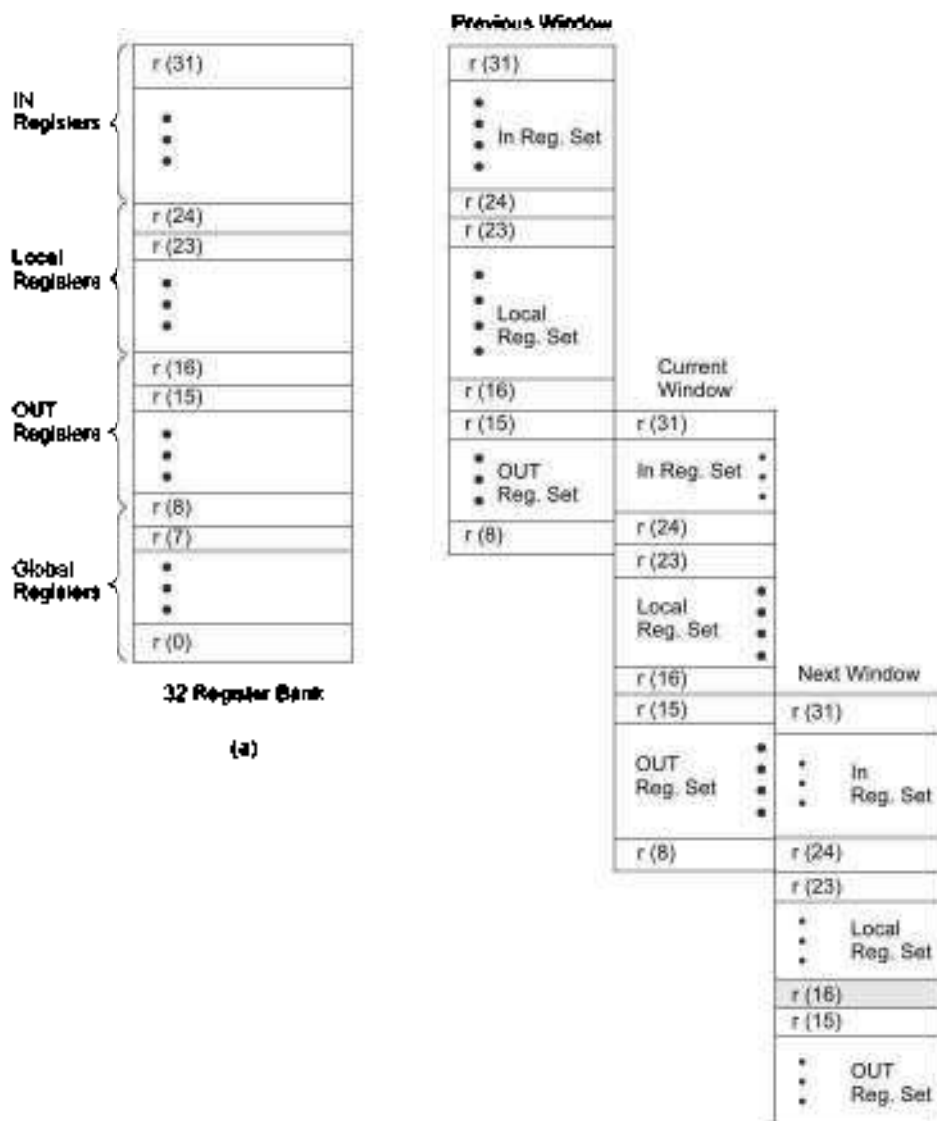 IN
Registers
r (31)
r (24)
Local
Registers
r (23)
r (16)
OUT
Registers
r (15)
r (8)
Global
Registers
r (7)
r (0)
32 Register Bank
(a)
Previous Window
r (31)
In Reg. Set
r (24)
r (23)
Local
Reg. Set
r (16)
r (15)
OUT
Reg. Set
r (8)
Current
Window
r (31)
In Reg. Set
r (24)
r (23)
Local
Reg. Set
r (16)
r (15)
OUT
Reg. Set
r (8)
Next Window
r (31)
In
Reg. Set
r (24)
r (23)
Local
Reg. Set
r (16)
r (15)
OUT
Reg. Set